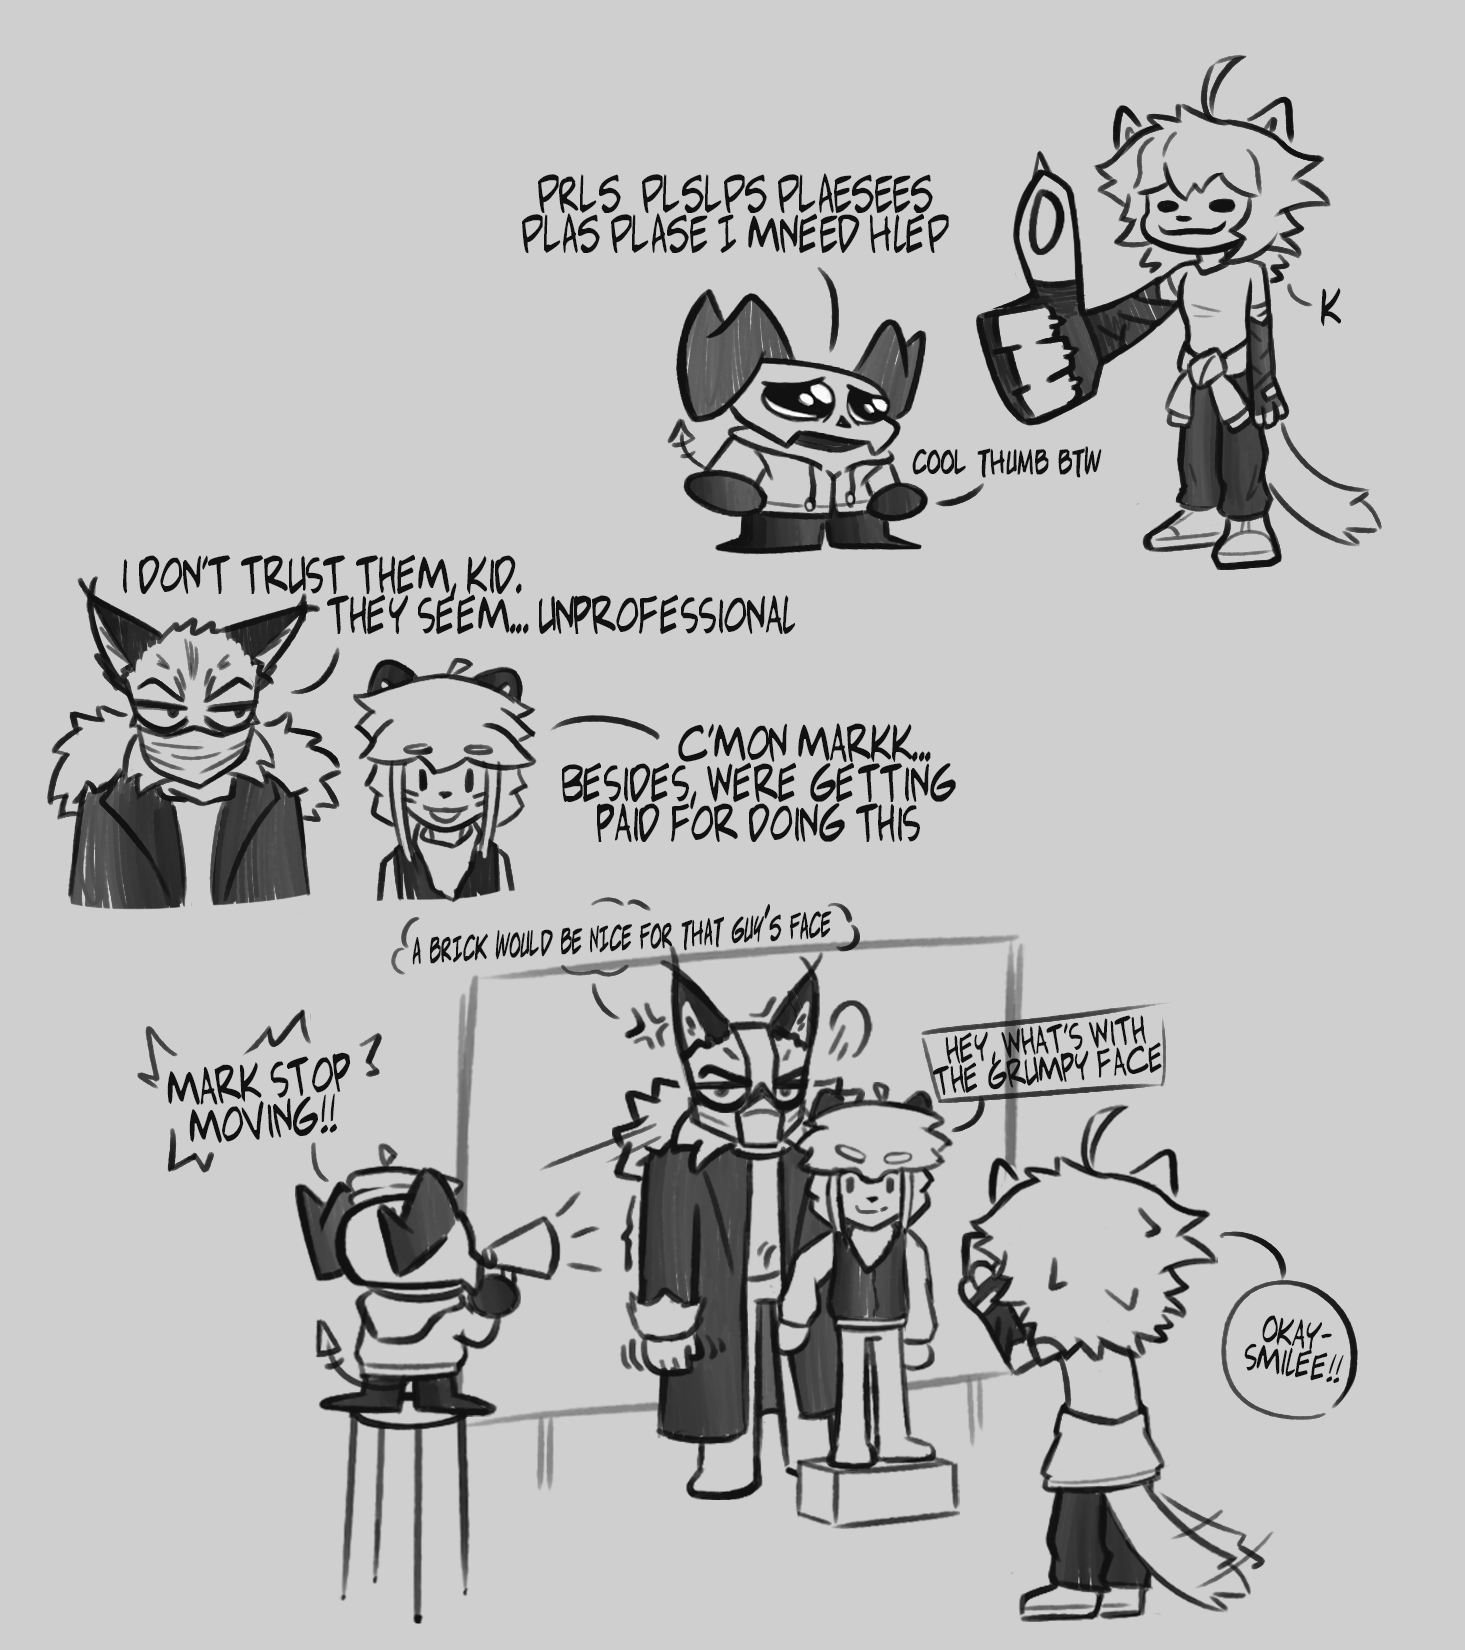 PRLS PLSLPS PLAESEES
PLAS PLASE I MNEED HLEP
K
COOL THUMB BTW
I DON'T TRUST THEM, KID.
THEY SEEM... UNPROFESSIONAL
C'MON MARKK...
BESIDES, WERE GETTING
PAID FOR DOING THIS
A BRICK WOULD BE NICE FOR THAT GUY'S FACE
MARK STOP
MOVING!!
HEY, WHAT'S WITH
THE GRUMPY FACE
OKAY-
SMILEE!!